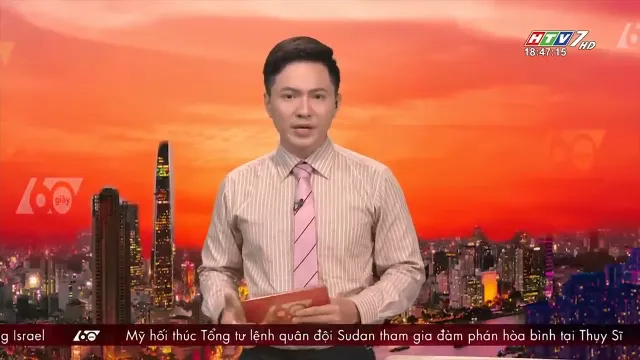 HTV7 HD
18:47:15
60 giây
g Israel 60 Mỹ hối thúc Tổng tư lệnh quân đội Sudan tham gia đàm phán hòa bình tại Thụy Sĩ